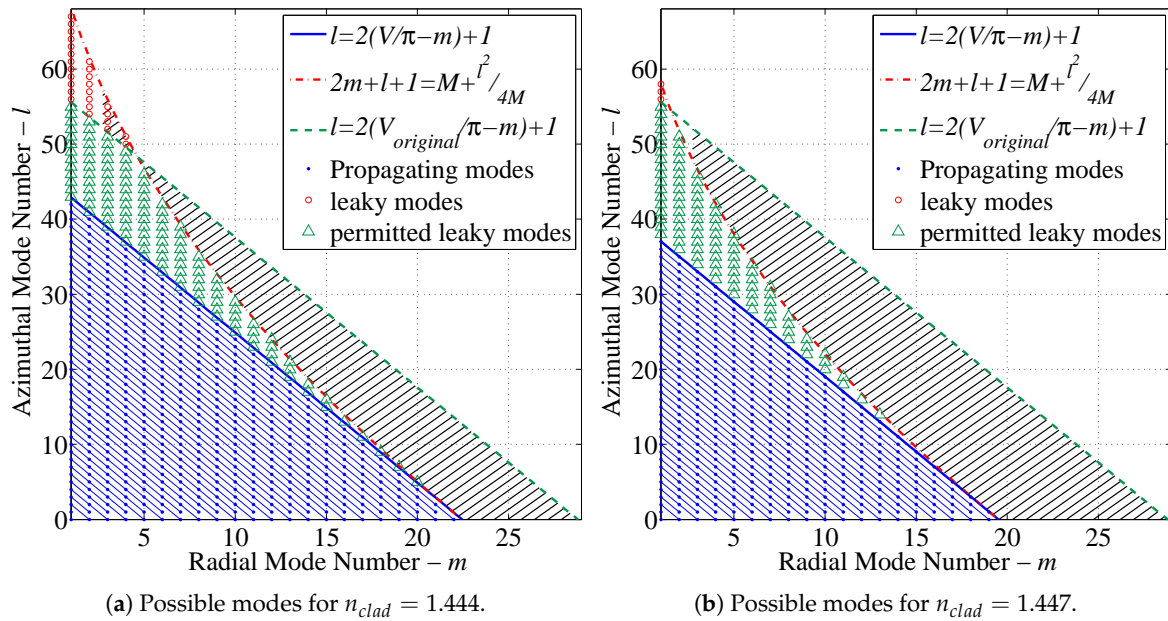 l=2(V/π−m)+1
2m+l+1=M+l²/4M
l=2(V_original/π−m)+1
Propagating modes
leaky modes
permitted leaky modes
Azimuthal Mode Number – l
60
50
40
30
20
10
0
5 10 15 20 25
Radial Mode Number – m
(a) Possible modes for n_clad = 1.444.
l=2(V/π−m)+1
2m+l+1=M+l²/4M
l=2(V_original/π−m)+1
Propagating modes
leaky modes
permitted leaky modes
Azimuthal Mode Number – l
60
50
40
30
20
10
0
5 10 15 20 25
Radial Mode Number – m
(b) Possible modes for n_clad = 1.447.